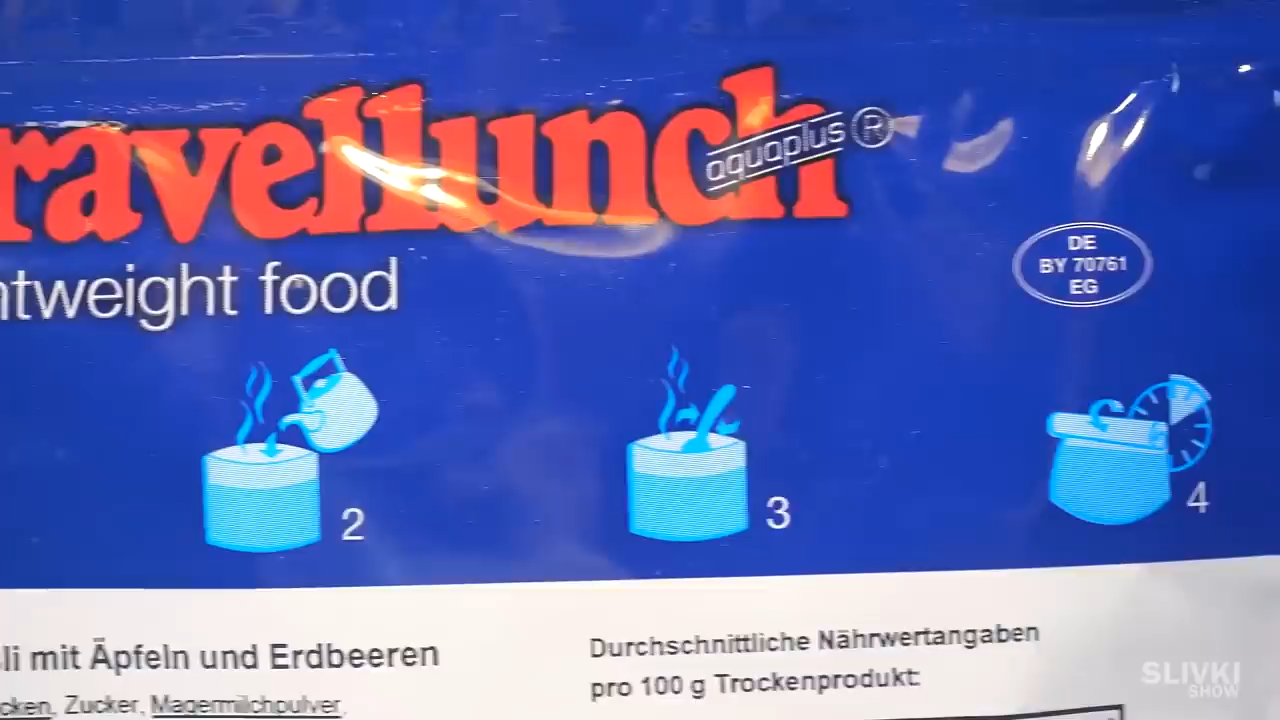 ravellunch
aquaplus ®
ntweight food
DE
BY 70761
EG
2
3
4
li mit Äpfeln und Erdbeeren
cken, Zucker, Magermilchpulver,
Durchschnittliche Nährwertangaben
pro 100 g Trockenprodukt:
SLIVKI
SHOW